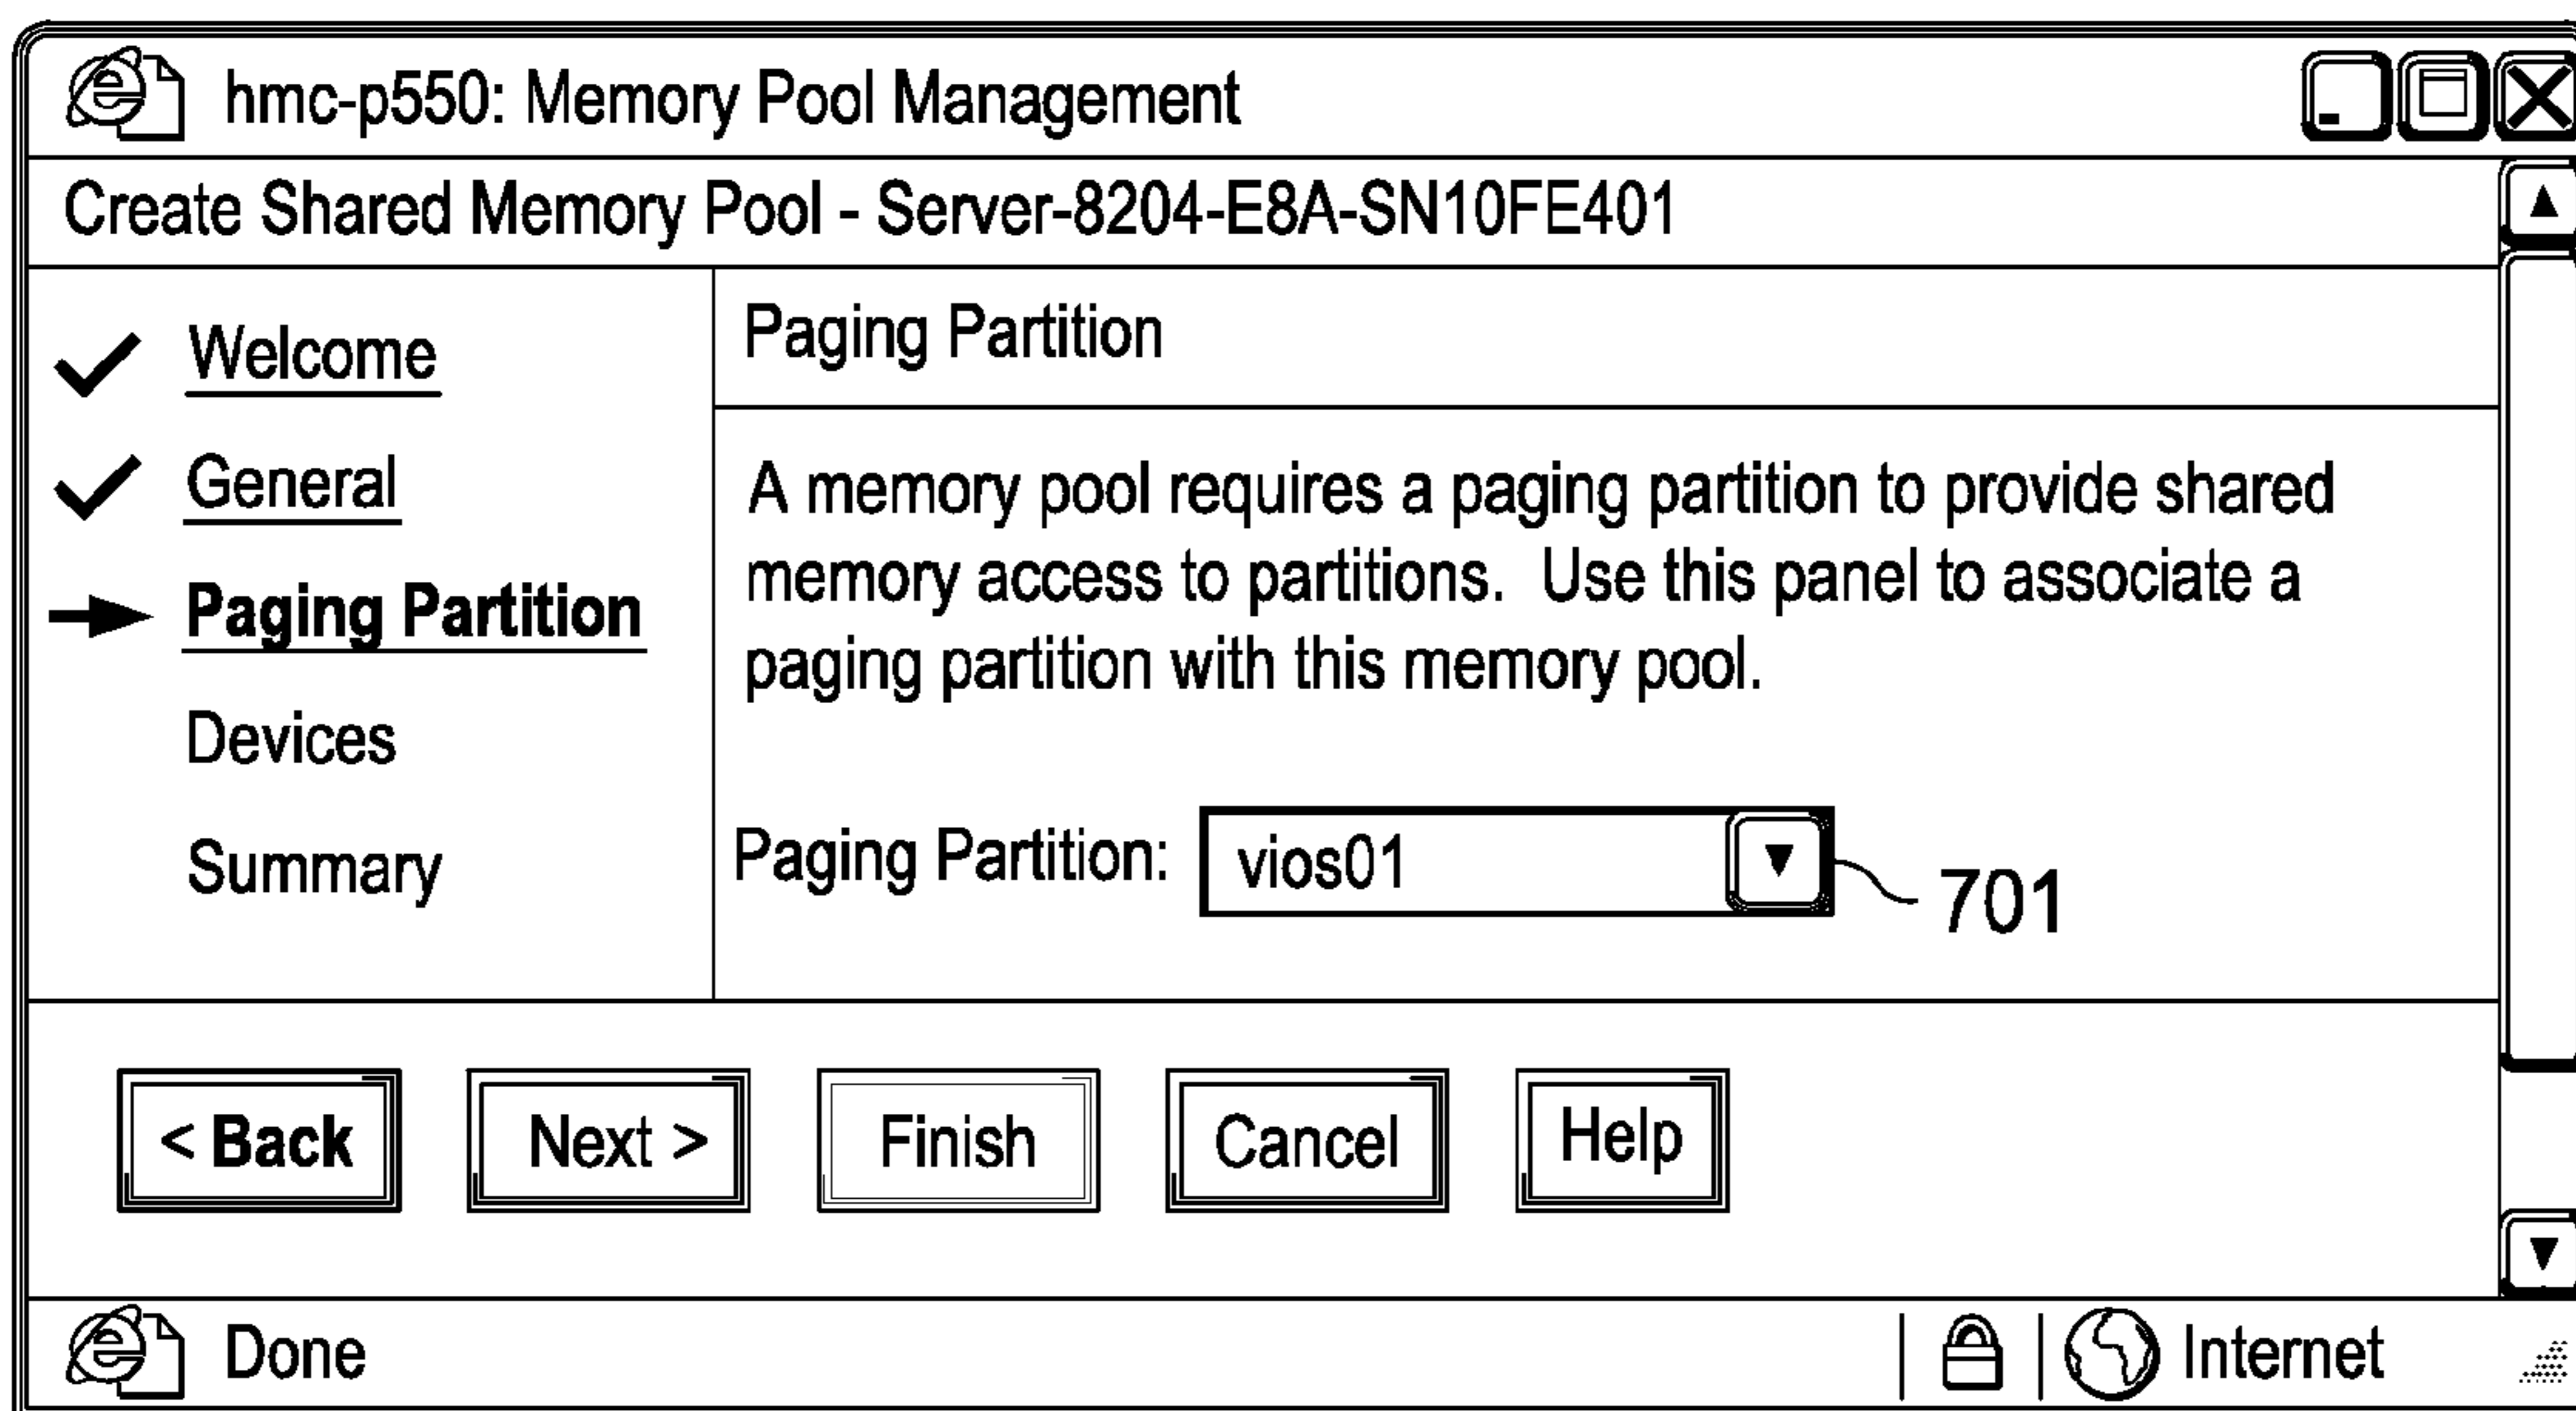 hmc-p550: Memory Pool Management
Create Shared Memory Pool - Server-8204-E8A-SN10FE401
Welcome
General
Paging Partition
Devices
Summary
Paging Partition
A memory pool requires a paging partition to provide shared
memory access to partitions.  Use this panel to associate a
paging partition with this memory pool.
Paging Partition: vios01
701
< Back
Next >
Finish
Cancel
Help
Done
Internet